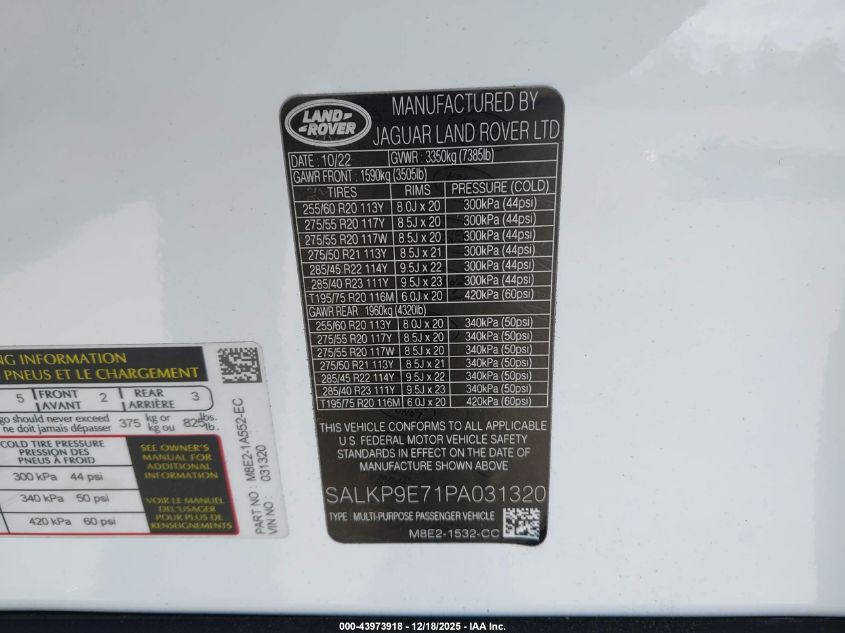 LAND-
-ROVER
MANUFACTURED BY
JAGUAR LAND ROVER LTD
DATE : 10/22 GVWR : 3350kg (7385lb)
GAWR FRONT : 1590kg (3505lb)
TIRES RIMS PRESSURE (COLD)
255/60 R20 113Y 8.0J x 20 300kPa (44psi)
275/55 R20 117Y 8.5J x 20 300kPa (44psi)
275/55 R20 117W 8.5J x 20 300kPa (44psi)
275/50 R21 113Y 8.5J x 21 300kPa (44psi)
285/45 R22 114Y 9.5J x 22 300kPa (44psi)
285/40 R23 111Y 9.5J x 23 300kPa (44psi)
T195/75 R20 116M 6.0J x 20 420kPa (60psi)
GAWR REAR : 1960kg (4320lb)
255/60 R20 113Y 8.0J x 20 340kPa (50psi)
275/55 R20 117Y 8.5J x 20 340kPa (50psi)
275/55 R20 117W 8.5J x 20 340kPa (50psi)
275/50 R21 113Y 8.5J x 21 340kPa (50psi)
285/45 R22 114Y 9.5J x 22 340kPa (50psi)
285/40 R23 111Y 9.5J x 23 340kPa (50psi)
T195/75 R20 116M 6.0J x 20 420kPa (60psi)
THIS VEHICLE CONFORMS TO ALL APPLICABLE
U.S. FEDERAL MOTOR VEHICLE SAFETY
STANDARDS IN EFFECT ON THE DATE OF
MANUFACTURE SHOWN ABOVE
SALKP9E71PA031320
TYPE : MULTI-PURPOSE PASSENGER VEHICLE
M8E2-1532-CC
NG INFORMATION
PNEUS ET LE CHARGEMENT
5 FRONT 2 REAR 3
AVANT ARRIÈRE
go should never exceed 375 kg or 825 lbs.
ne doit jamais dépasser kg ou lb.
COLD TIRE PRESSURE
PRESSION DES
PNEUS À FROID
300 kPa 44 psi
340 kPa 50 psi
420 kPa 60 psi
SEE OWNER'S
MANUAL FOR
ADDITIONAL
INFORMATION
VOIR LE MANUEL
DE L'USAGER
POUR PLUS DE
RENSEIGNEMENTS
PART NO : M8E2-1A552-EC
VIN NO : 031320
000-43973918 - 12/18/2025 - IAA Inc.